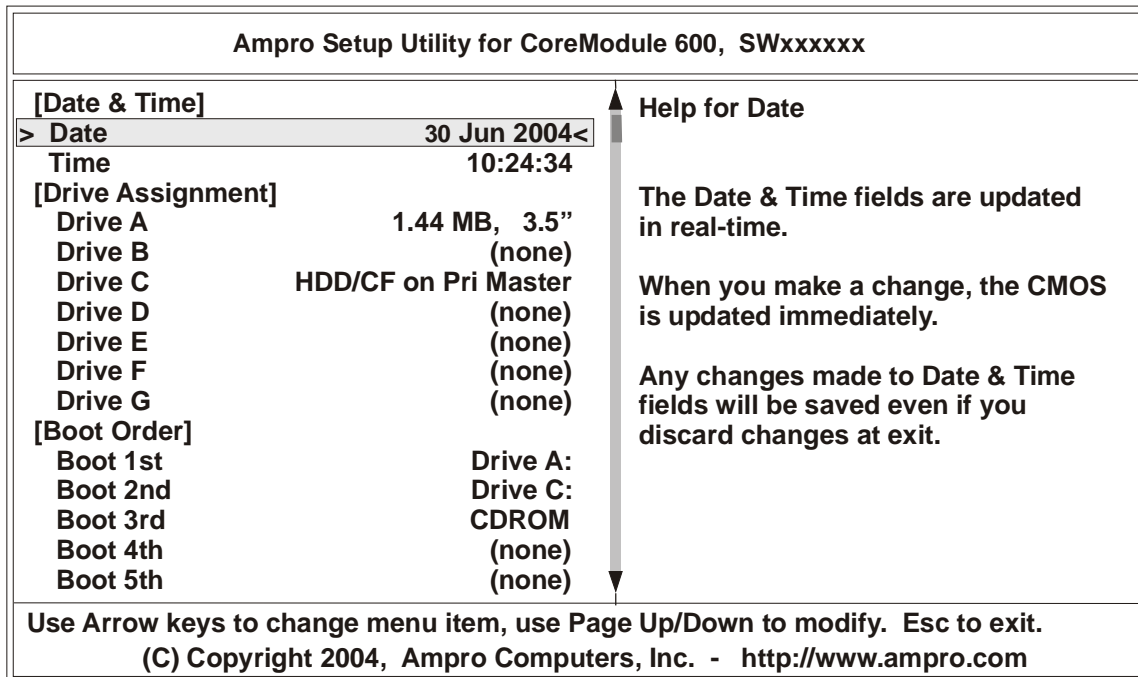 Ampro Setup Utility for CoreModule 600, SWxxxxxx
[Date & Time]
> Date 30 Jun 2004<
Time 10:24:34
[Drive Assignment]
Drive A 1.44 MB, 3.5”
Drive B (none)
Drive C HDD/CF on Pri Master
Drive D (none)
Drive E (none)
Drive F (none)
Drive G (none)
[Boot Order]
Boot 1st Drive A:
Boot 2nd Drive C:
Boot 3rd CDROM
Boot 4th (none)
Boot 5th (none)
Help for Date
The Date & Time fields are updated
in real-time.
When you make a change, the CMOS
is updated immediately.
Any changes made to Date & Time
fields will be saved even if you
discard changes at exit.
Use Arrow keys to change menu item, use Page Up/Down to modify. Esc to exit.
(C) Copyright 2004, Ampro Computers, Inc. - http://www.ampro.com